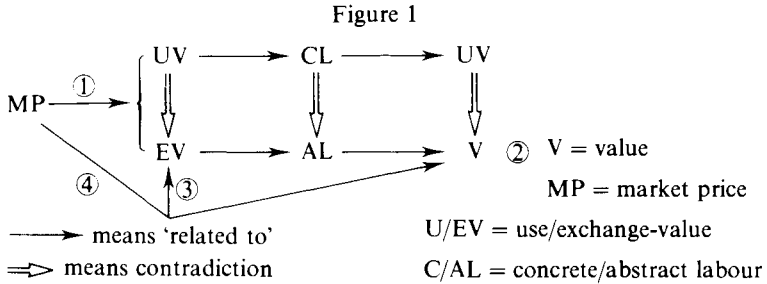 Figure 1
UV CL UV
①
MP
EV AL V ② V = value
④ ③ MP = market price
means ‘related to’ U/EV = use/exchange-value
means contradiction C/AL = concrete/abstract labour